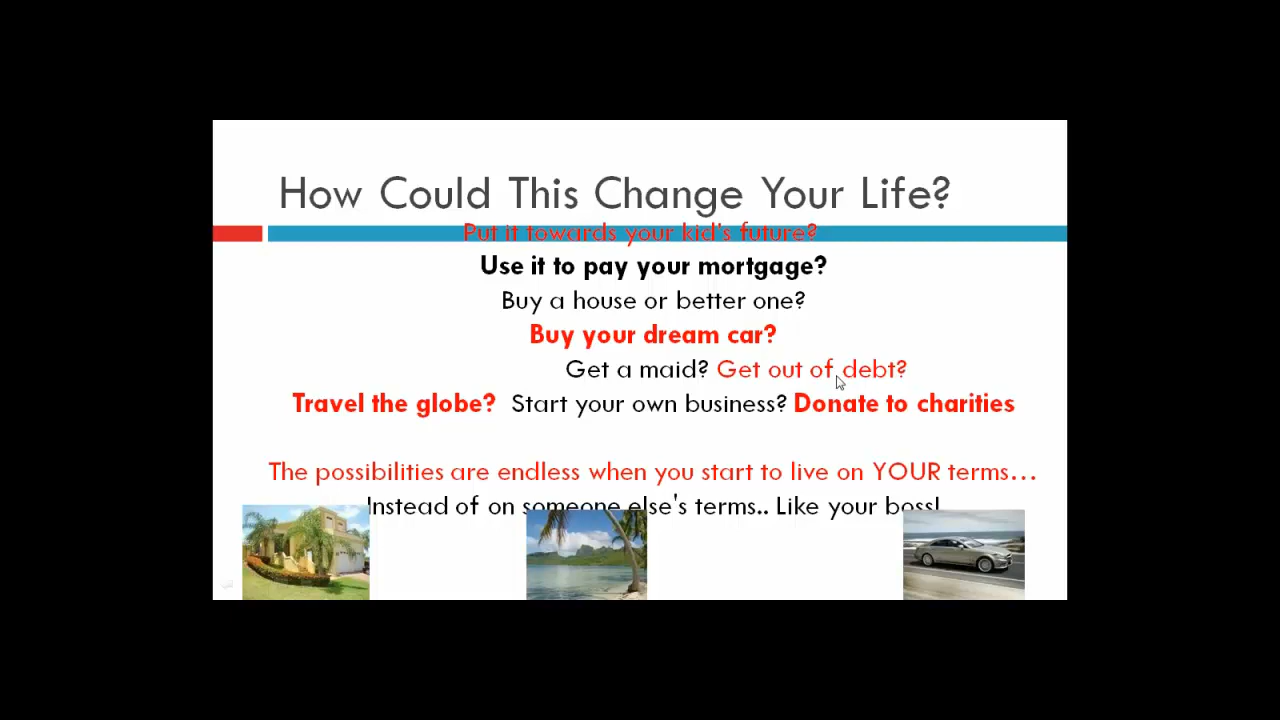 How Could This Change Your Life?
Put it towards your kid's future?
Use it to pay your mortgage?
Buy a house or better one?
Buy your dream car?
Get a maid? Get out of debt?
Travel the globe? Start your own business? Donate to charities
The possibilities are endless when you start to live on YOUR terms…
Instead of on someone else's terms.. Like your boss!